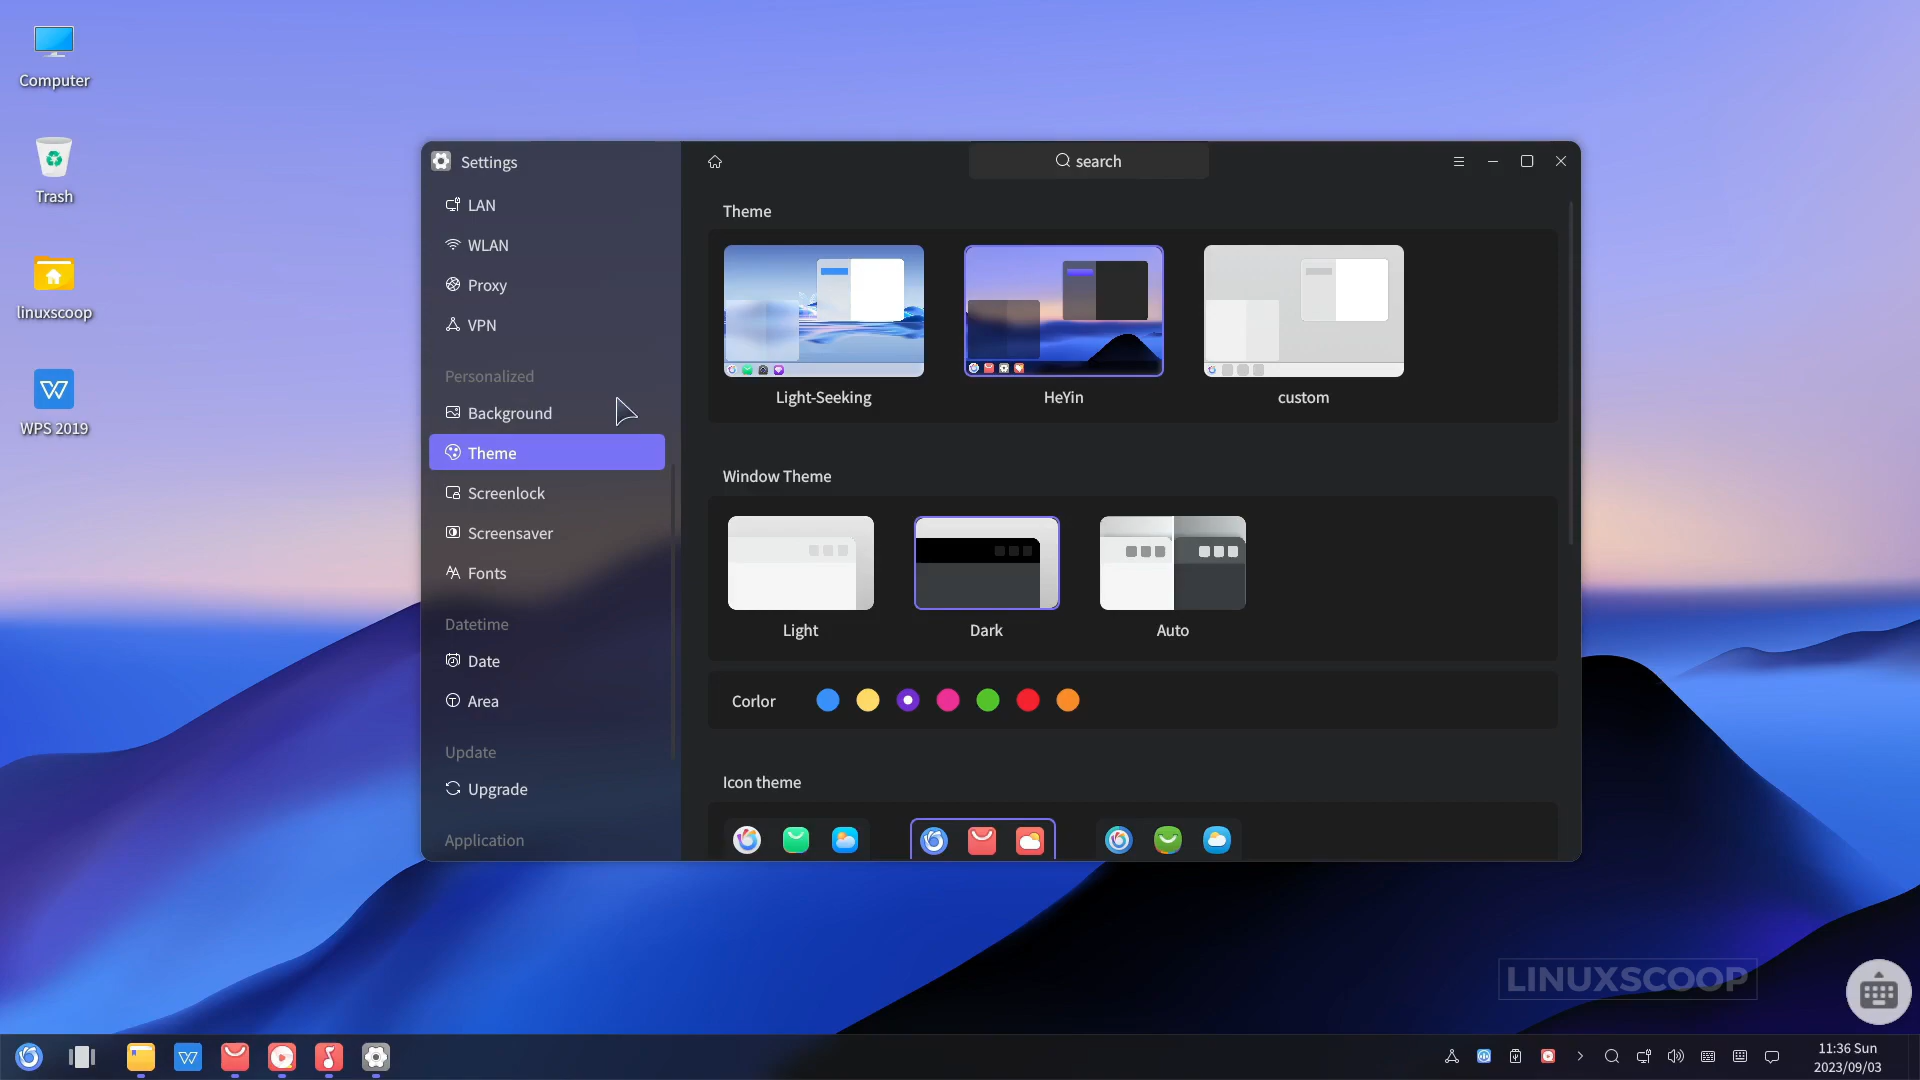 Computer
Trash
linuxscoop
WPS 2019
Settings
LAN
WLAN
Proxy
VPN
Personalized
Background
Theme
Screenlock
Screensaver
Fonts
Datetime
Date
Area
Update
Upgrade
Application
search
Theme
Light-Seeking
HeYin
custom
Window Theme
Light
Dark
Auto
Corlor
Icon theme
LINUXSCOOP
11:36 Sun
2023/09/03